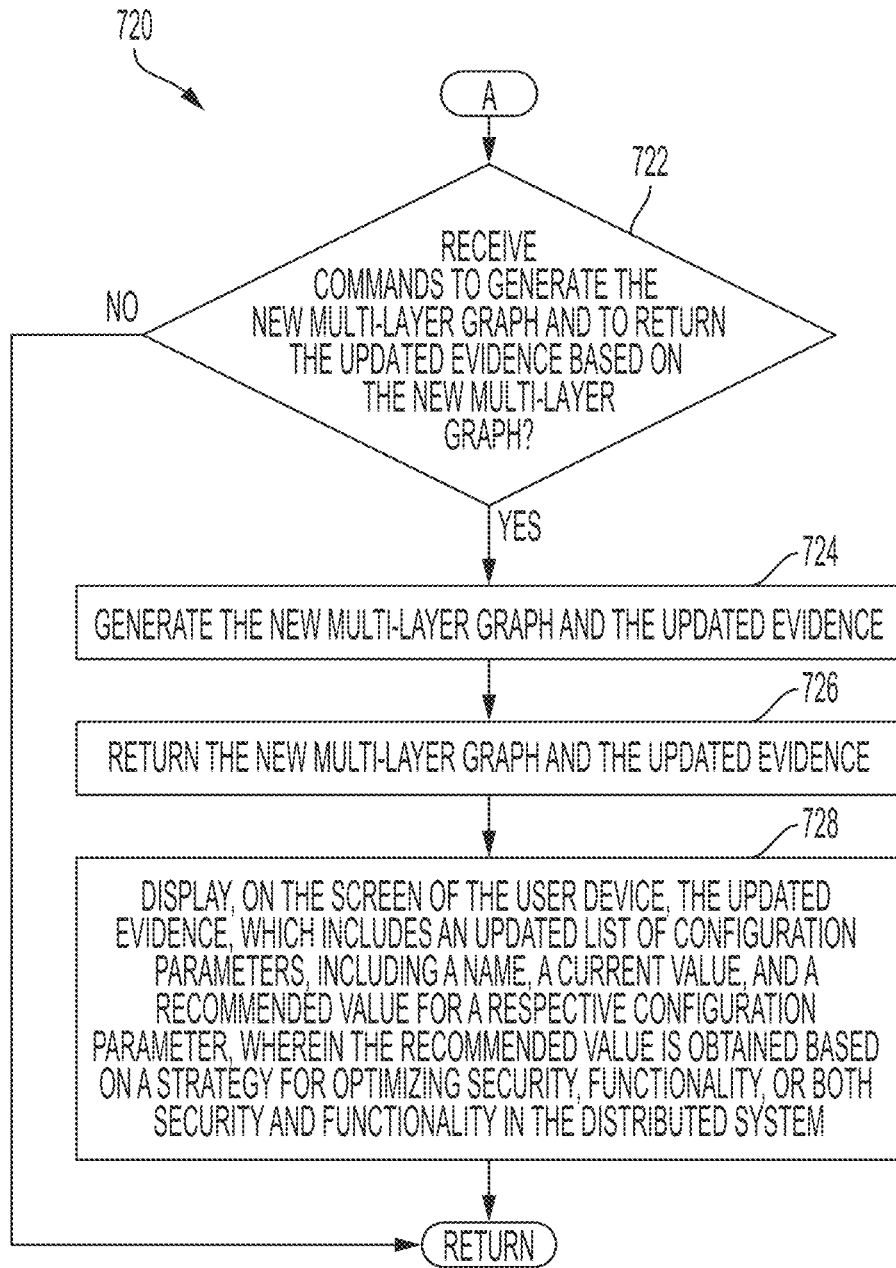 720
A
722
RECEIVE
COMMANDS TO GENERATE THE
NEW MULTI-LAYER GRAPH AND TO RETURN
THE UPDATED EVIDENCE BASED ON
THE NEW MULTI-LAYER
GRAPH?
NO
YES
724
GENERATE THE NEW MULTI-LAYER GRAPH AND THE UPDATED EVIDENCE
726
RETURN THE NEW MULTI-LAYER GRAPH AND THE UPDATED EVIDENCE
728
DISPLAY, ON THE SCREEN OF THE USER DEVICE, THE UPDATED
EVIDENCE, WHICH INCLUDES AN UPDATED LIST OF CONFIGURATION
PARAMETERS, INCLUDING A NAME, A CURRENT VALUE, AND A
RECOMMENDED VALUE FOR A RESPECTIVE CONFIGURATION
PARAMETER, WHEREIN THE RECOMMENDED VALUE IS OBTAINED BASED
ON A STRATEGY FOR OPTIMIZING SECURITY, FUNCTIONALITY, OR BOTH
SECURITY AND FUNCTIONALITY IN THE DISTRIBUTED SYSTEM
RETURN